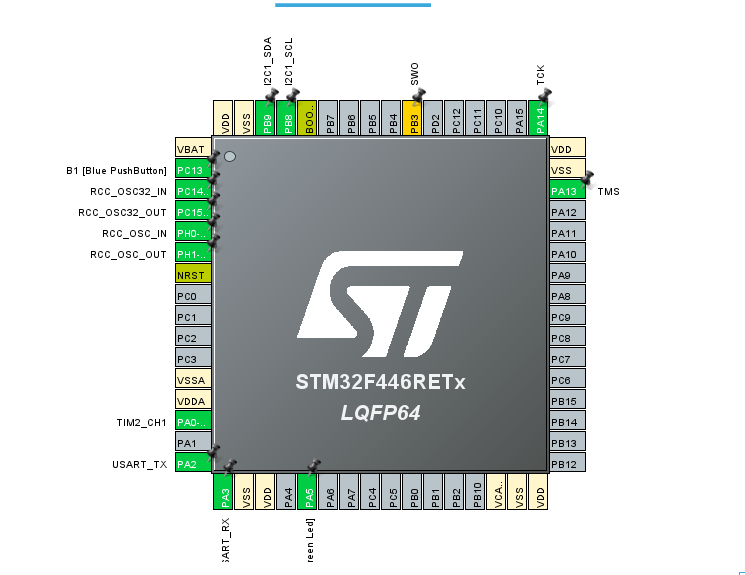 I2C1_SDA
I2C1_SCL
SWO
TCK
VDD
VSS
PB9
PB8
BOO..
PB7
PB6
PB5
PB4
PB3
PD2
PC12
PC11
PC10
PA15
PA14
VBAT
B1 [Blue PushButton]
PC13
RCC_OSC32_IN
PC14..
RCC_OSC32_OUT
PC15..
RCC_OSC_IN
PH0-..
RCC_OSC_OUT
PH1-..
NRST
PC0
PC1
PC2
PC3
VSSA
VDDA
TIM2_CH1
PA0-..
PA1
USART_TX
PA2
VDD
VSS
PA13
TMS
PA12
PA11
PA10
PA9
PA8
PC9
PC8
PC7
PC6
PB15
PB14
PB13
PB12
ST
STM32F446RETx
LQFP64
PA3
VSS
VDD
PA4
PA5
PA6
PA7
PC4
PC5
PB0
PB1
PB2
PB10
VCA..
VSS
VDD
SART_RX
reen Led]